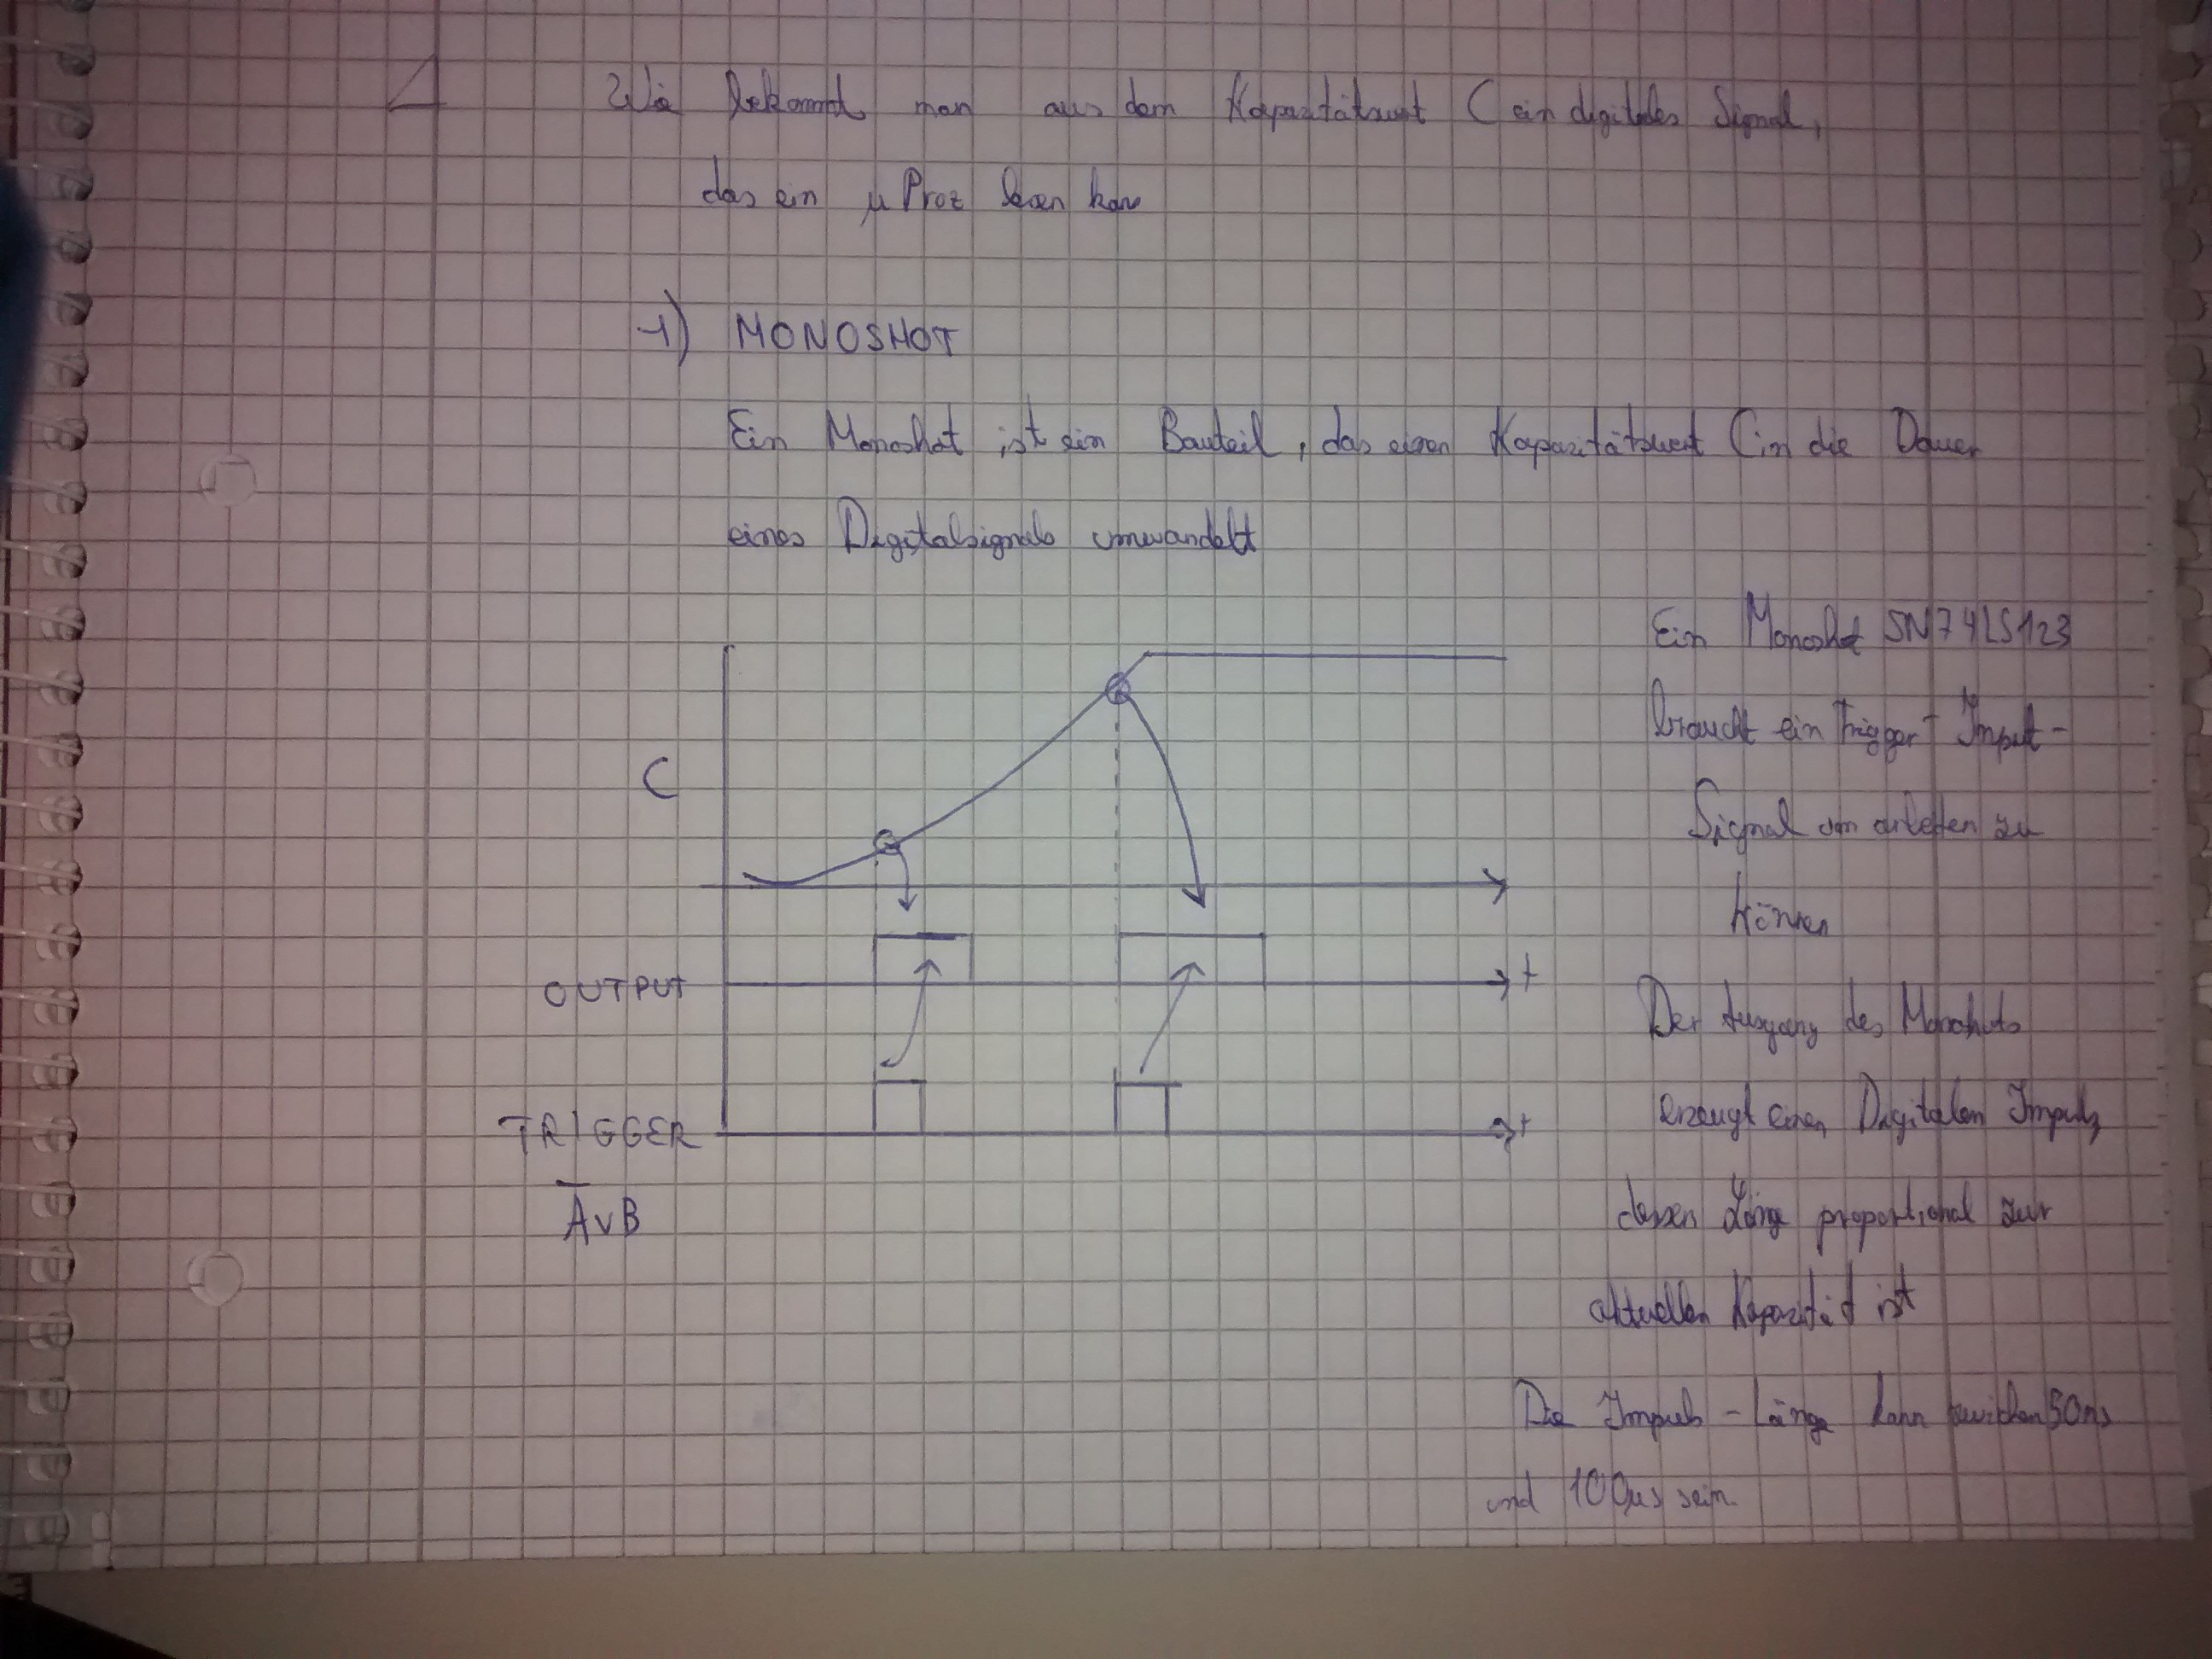 Wie bekommt man aus dem Kapazitätswert C ein digitales Signal,
das ein µProz lesen kann
1) MONOSHOT
Ein Monoshot ist ein Bauteil, das einen Kapazitätswert C in die Dauer
eines Digitalsignals umwandelt
C
OUTPUT
t
TRIGGER
t
A̅vB
Ein Monoshot SN74LS123
braucht ein Trigger Input-
Signal um arbeiten zu
können
Der Ausgang des Monoshots
erzeugt einen Digitalen Impuls
dessen Länge proportional zur
aktuellen Kapazität ist
Die Impuls-Länge kann zwischen 50ns
und 100µs sein.